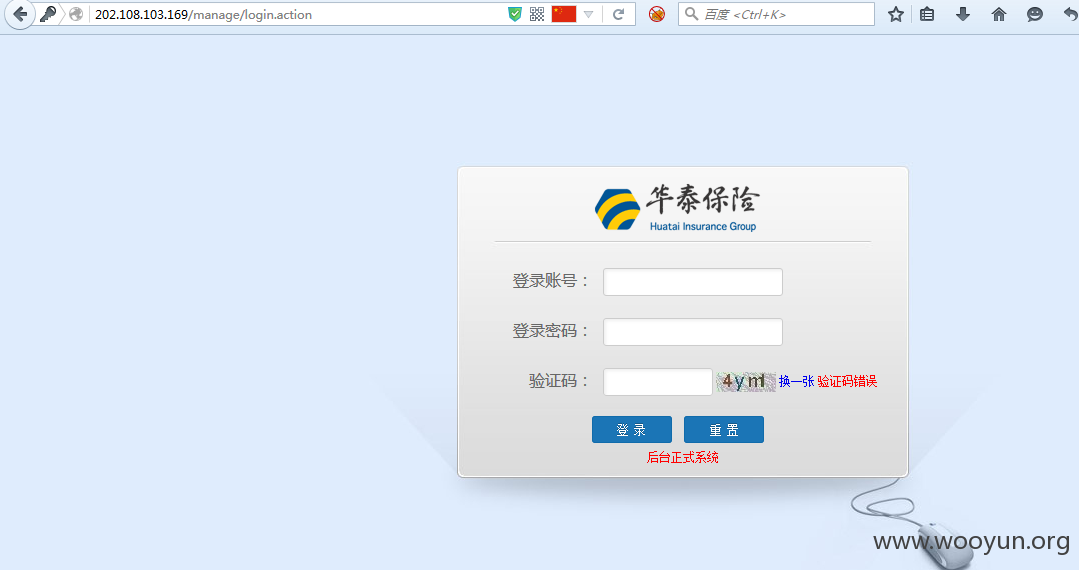 202.108.103.169/manage/login.action
百度 <Ctrl+K>
华泰保险
Huatai Insurance Group
登录账号：
登录密码：
验证码： 4yml 换一张 验证码错误
登 录 重 置
后台正式系统
www.wooyun.org